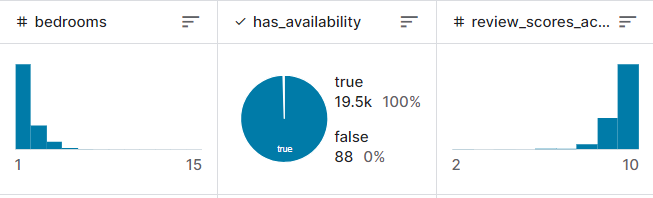 # bedrooms
✓ has_availability
# review_scores_ac...
1 15
true
true
19.5k 100%
false
88 0%
2 10